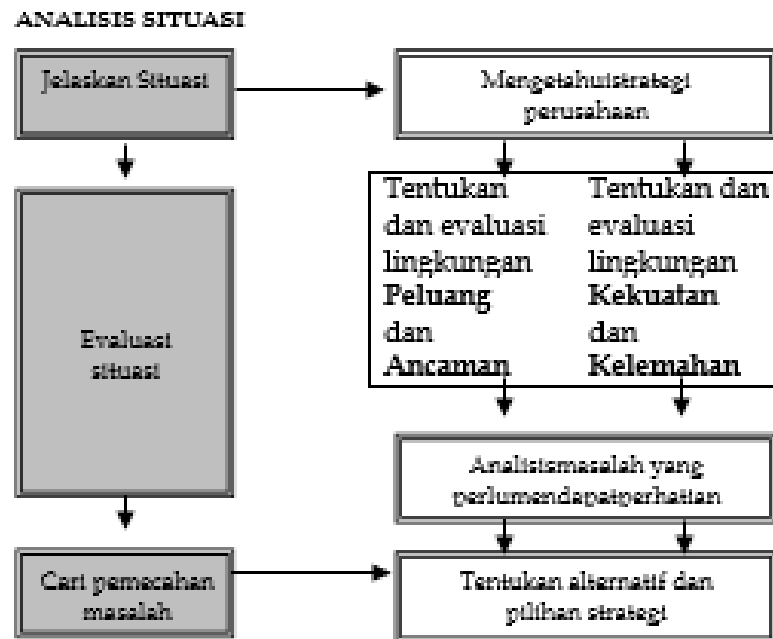 ANALISIS SITUASI
Jelaskan Situasi
Mengetahuistrategi
perusahaan
Tentukan
dan evaluasi
lingkungan
Peluang
dan
Ancaman
Tentukan dan
evaluasi
lingkungan
Kekuatan
dan
Kelemahan
Evaluasi
situasi
Analisismasalah yang
perlumendapatperhatian
Cari pemecahan
masalah
Tentukan alternatif dan
pilihan strategi